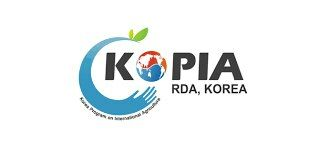 KOPIA
RDA, KOREA
Korea Program on International Agriculture